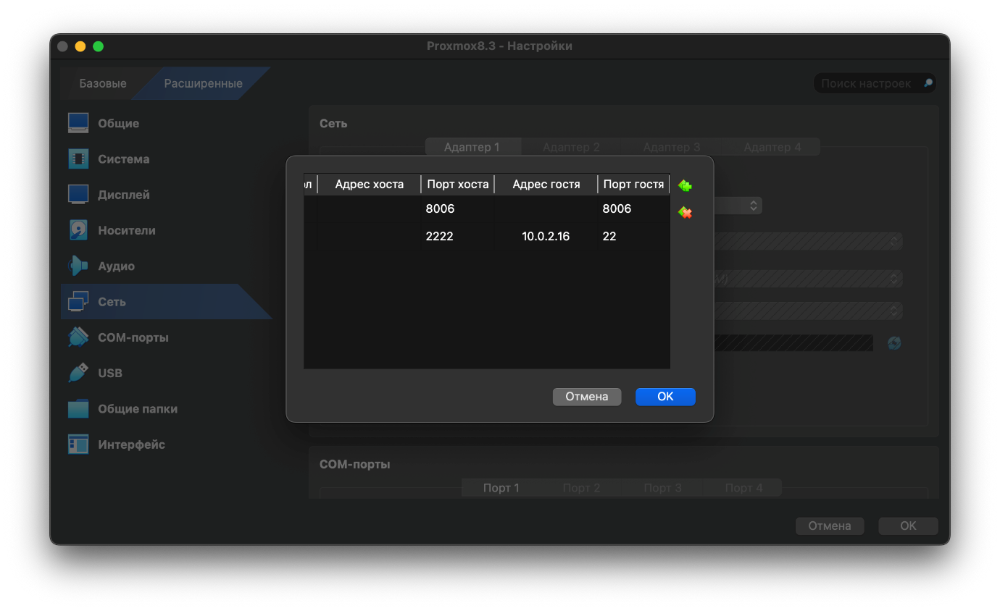 Proxmox8.3 - Настройки
Базовые
Расширенные
Поиск настроек
Общие
Система
Дисплей
Носители
Аудио
Сеть
COM-порты
USB
Общие папки
Интерфейс
Сеть
Адаптер 1
Адаптер 2
Адаптер 3
Адаптер 4
ол
Адрес хоста
Порт хоста
Адрес гостя
Порт гостя
8006
8006
2222
10.0.2.16
22
M)
Отмена
OK
COM-порты
Порт 1
Порт 2
Порт 3
Порт 4
Отмена
OK